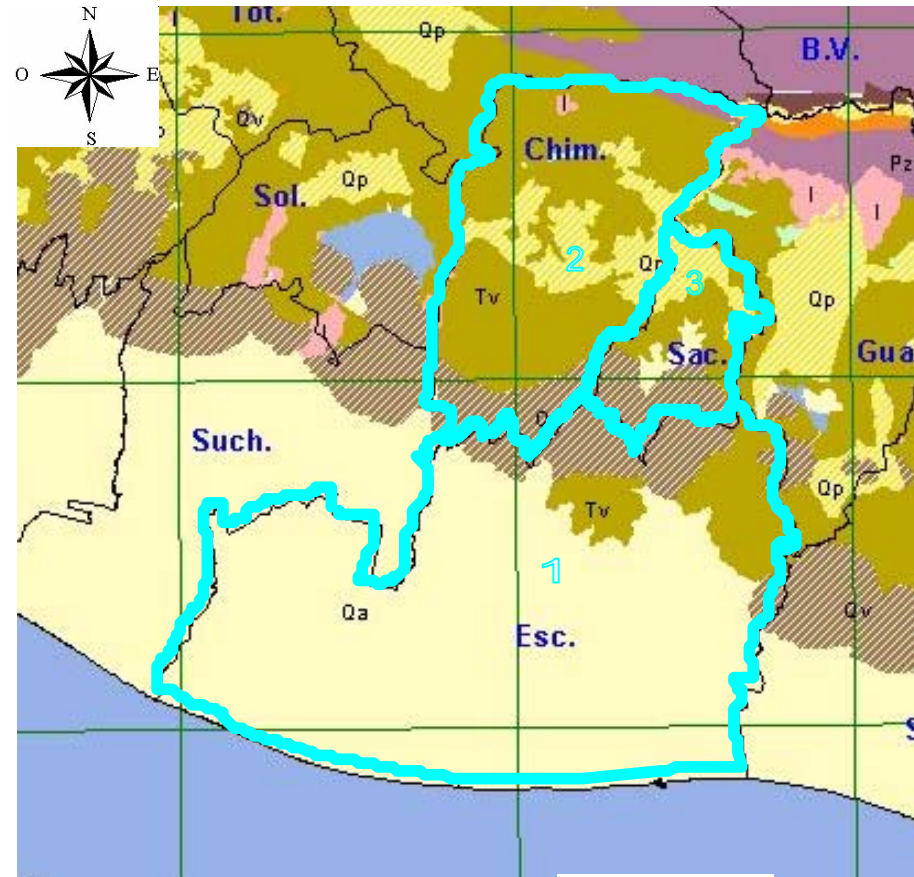 N
O E
S
Tot.
Qp
B.V.
Qv
P
I
Chim.
Pz
Qp
Sol.
I
I
2
Qp
3
Qp
Tv
I
Sac.
Gua
Q
Such.
Qp
Tv
1
Qa
Qv
Esc.
S